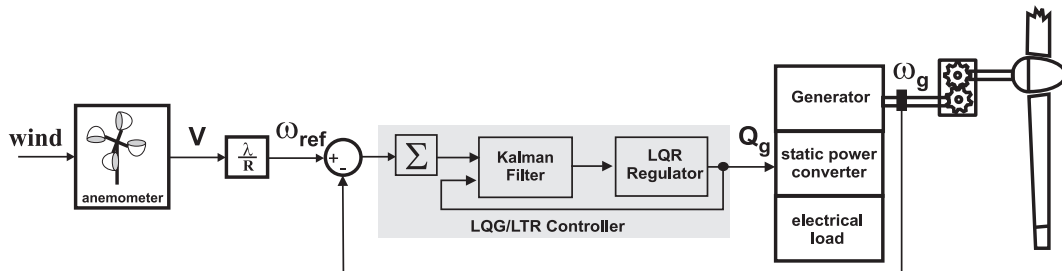 wind
anemometer
V
λ
R
ω_ref
+
-
Σ
Kalman
Filter
LQR
Regulator
LQG/LTR Controller
Q_g
Generator
static power
converter
electrical
load
ω_g